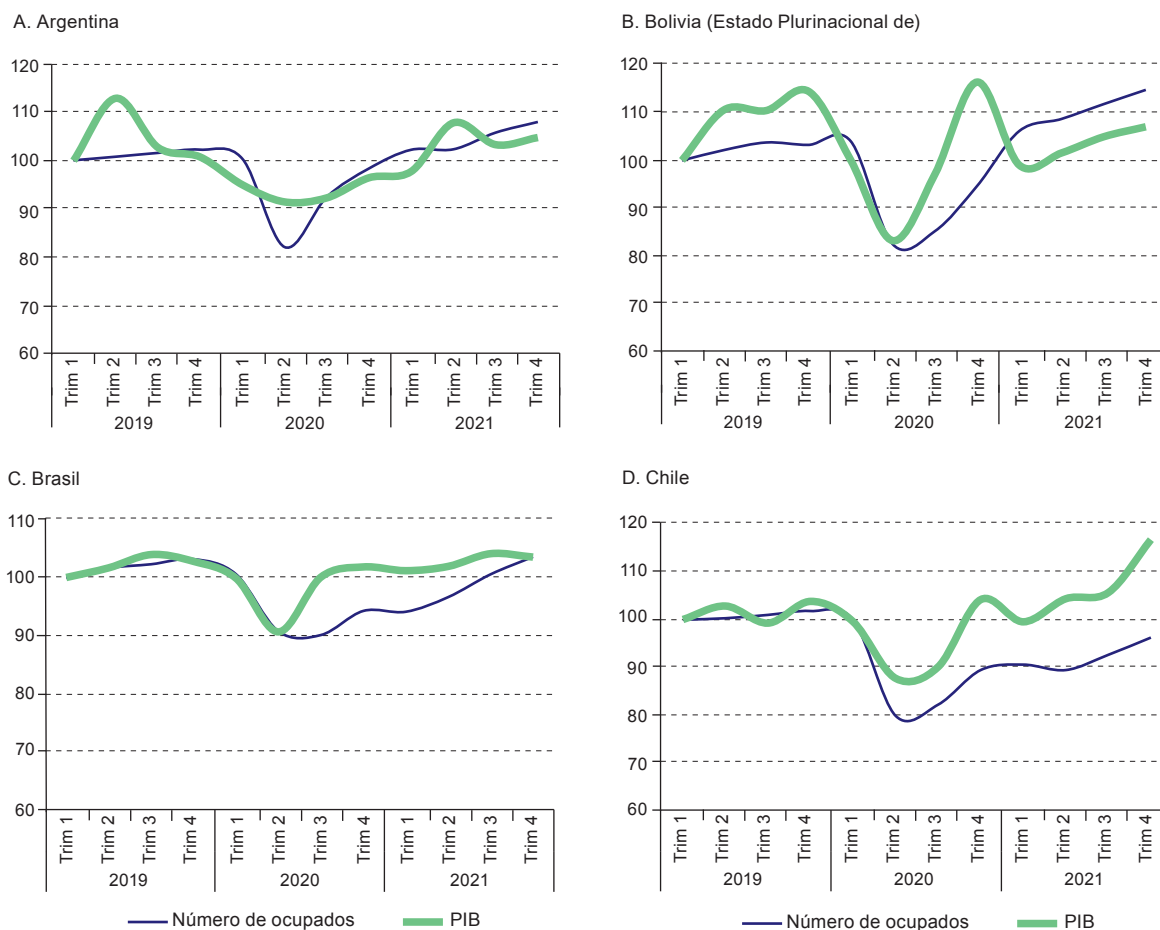 A. Argentina
120
110
100
90
80
70
60
Trim 1
Trim 2
Trim 3
Trim 4
Trim 1
Trim 2
Trim 3
Trim 4
Trim 1
Trim 2
Trim 3
Trim 4
2019
2020
2021
B. Bolivia (Estado Plurinacional de)
120
110
100
90
80
70
60
Trim 1
Trim 2
Trim 3
Trim 4
Trim 1
Trim 2
Trim 3
Trim 4
Trim 1
Trim 2
Trim 3
Trim 4
2019
2020
2021
C. Brasil
110
100
90
80
70
60
Trim 1
Trim 2
Trim 3
Trim 4
Trim 1
Trim 2
Trim 3
Trim 4
Trim 1
Trim 2
Trim 3
Trim 4
2019
2020
2021
Número de ocupados
PIB
D. Chile
120
110
100
90
80
70
60
Trim 1
Trim 2
Trim 3
Trim 4
Trim 1
Trim 2
Trim 3
Trim 4
Trim 1
Trim 2
Trim 3
Trim 4
2019
2020
2021
Número de ocupados
PIB